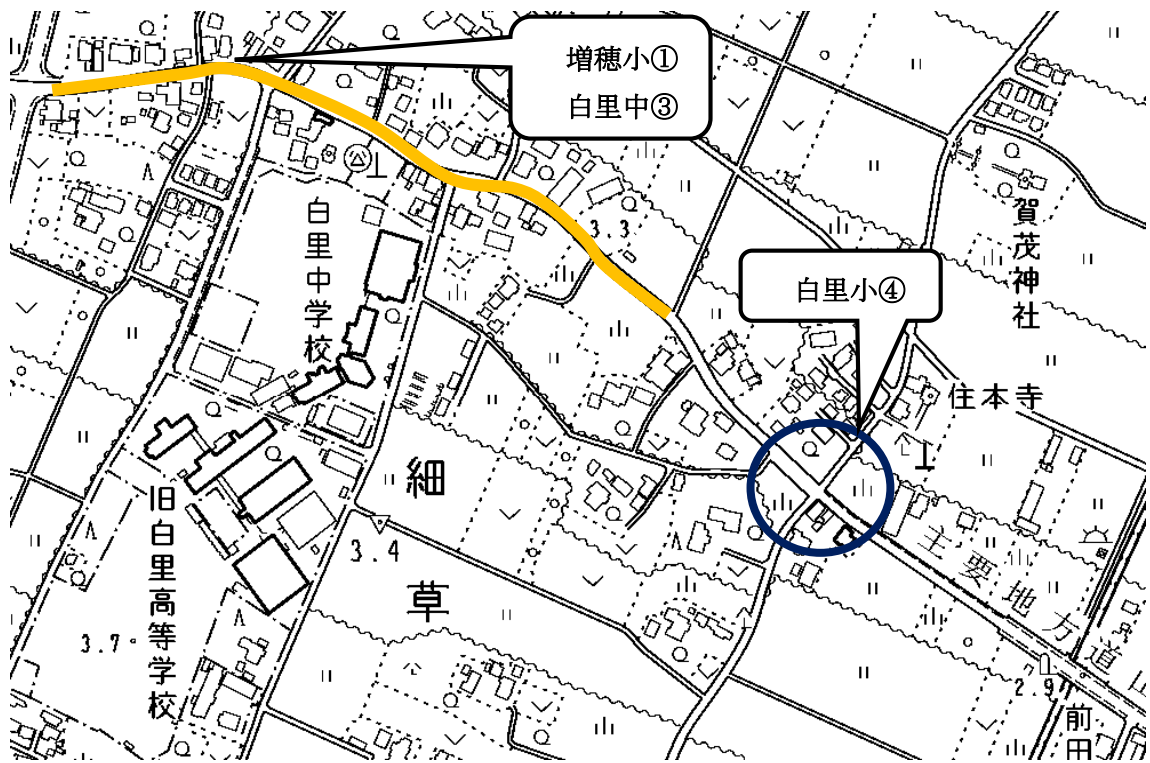 増穂小①
白里中③
白里小④
白里中学校
旧白里高等学校
賀茂神社
住本寺
細草
主要地方道
前田
3.3
3.4
3.7
2.9